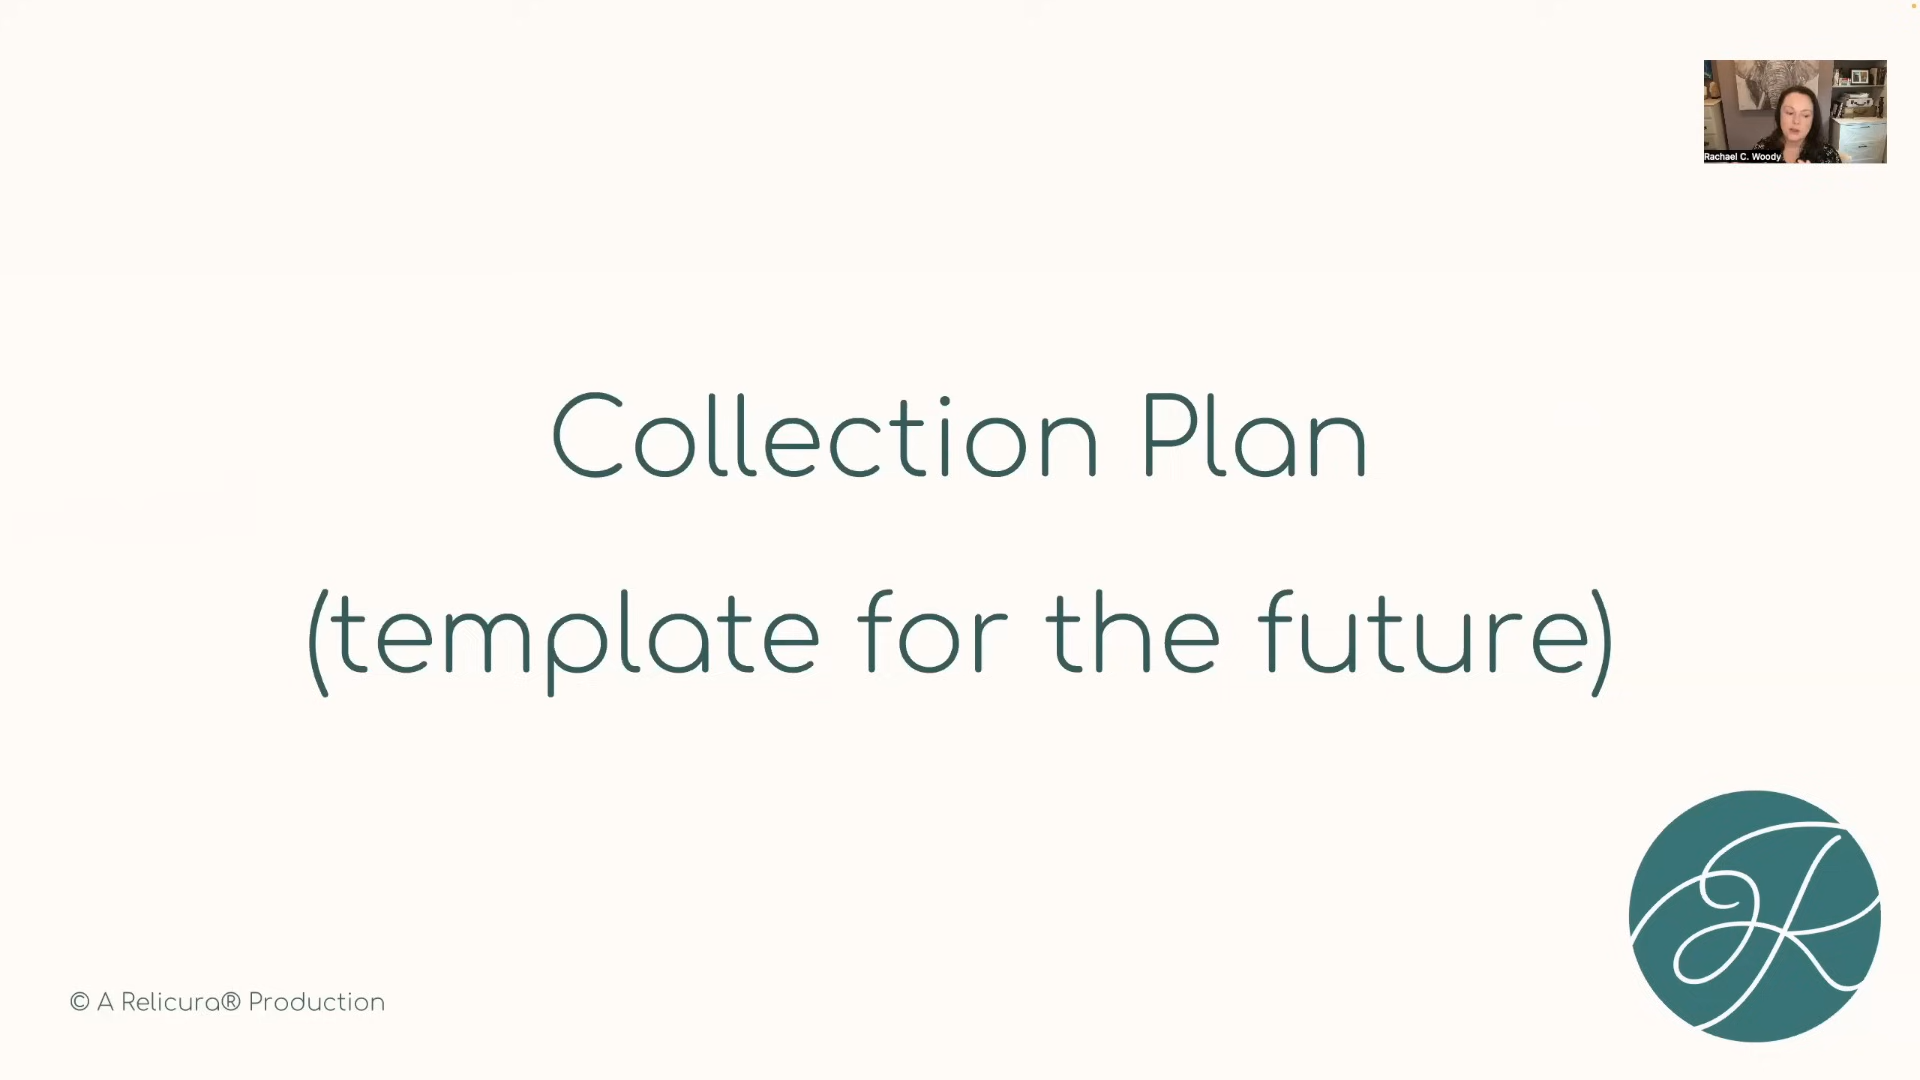 Rachael C. Woody
Collection Plan
(template for the future)
© A Relicura® Production